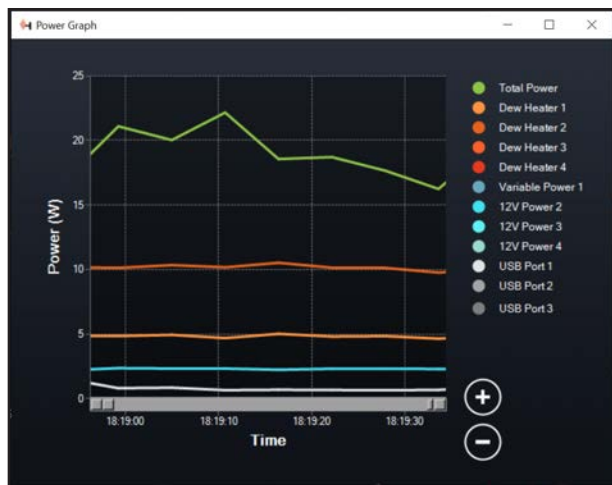 Power Graph
25
20
15
10
5
0
Power (W)
18:19:00 18:19:10 18:19:20 18:19:30
Time
Total Power
Dew Heater 1
Dew Heater 2
Dew Heater 3
Dew Heater 4
Variable Power 1
12V Power 2
12V Power 3
12V Power 4
USB Port 1
USB Port 2
USB Port 3